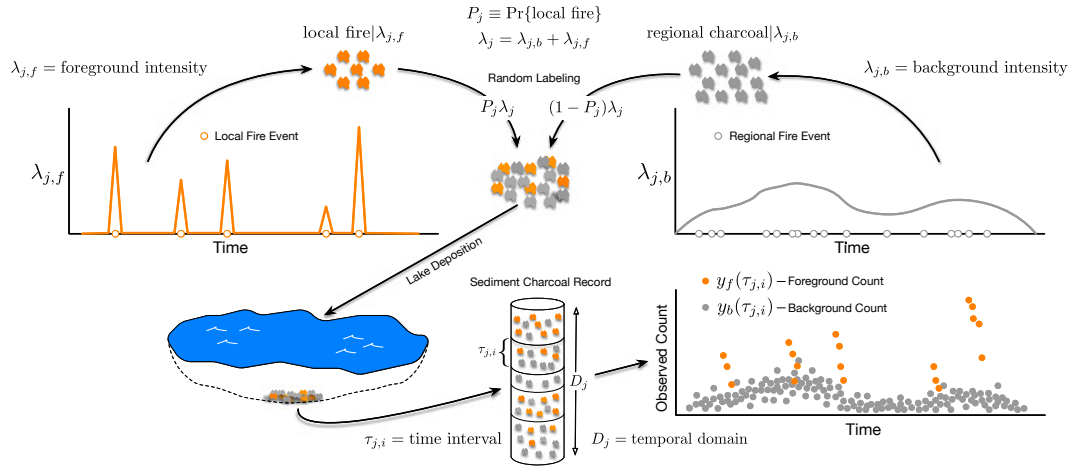 P_j ≡ Pr{local fire}
λ_j = λ_{j,b} + λ_{j,f}
local fire|λ_{j,f}
regional charcoal|λ_{j,b}
λ_{j,f} = foreground intensity
λ_{j,b} = background intensity
Random Labeling
P_jλ_j
(1 − P_j)λ_j
Local Fire Event
λ_{j,f}
Time
Regional Fire Event
λ_{j,b}
Time
Lake Deposition
Sediment Charcoal Record
τ_{j,i}
D_j
τ_{j,i} = time interval
D_j = temporal domain
y_f(τ_{j,i}) – Foreground Count
y_b(τ_{j,i}) – Background Count
Observed Count
Time